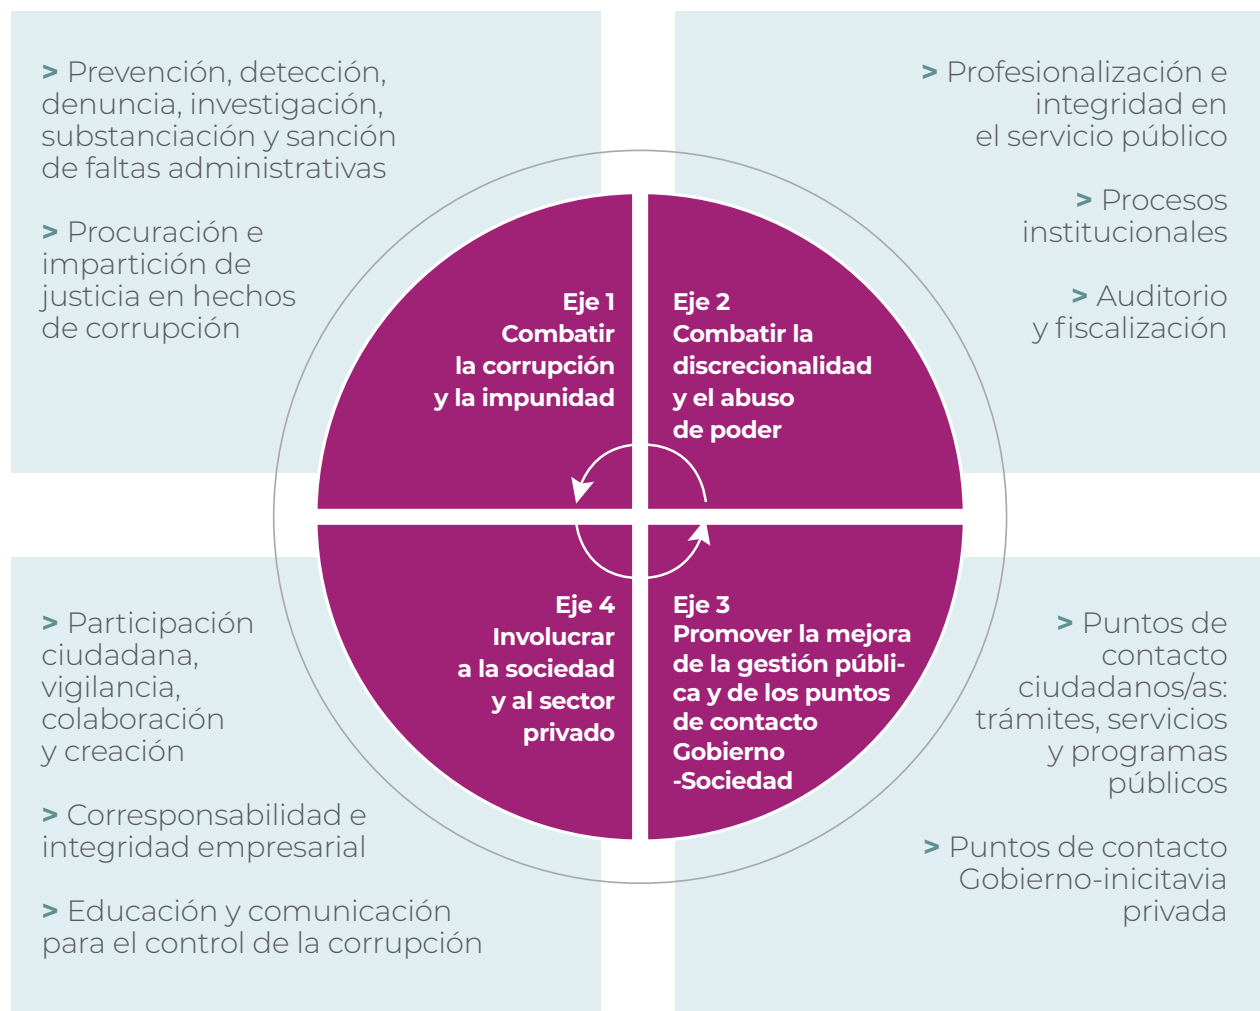 > Prevención, detección,
denuncia, investigación,
substanciación y sanción
de faltas administrativas
> Procuración e
impartición de
justicia en hechos
de corrupción
> Profesionalización e
integridad en
el servicio público
> Procesos
institucionales
> Auditorio
y fiscalización
Eje 1
Combatir
la corrupción
y la impunidad
Eje 2
Combatir la
discrecionalidad
y el abuso
de poder
Eje 4
Involucrar
a la sociedad
y al sector
privado
Eje 3
Promover la mejora
de la gestión públi-
ca y de los puntos
de contacto
Gobierno
-Sociedad
> Participación
ciudadana,
vigilancia,
colaboración
y creación
> Corresponsabilidad e
integridad empresarial
> Educación y comunicación
para el control de la corrupción
> Puntos de
contacto
ciudadanos/as:
trámites, servicios
y programas
públicos
> Puntos de contacto
Gobierno-inicitavia
privada